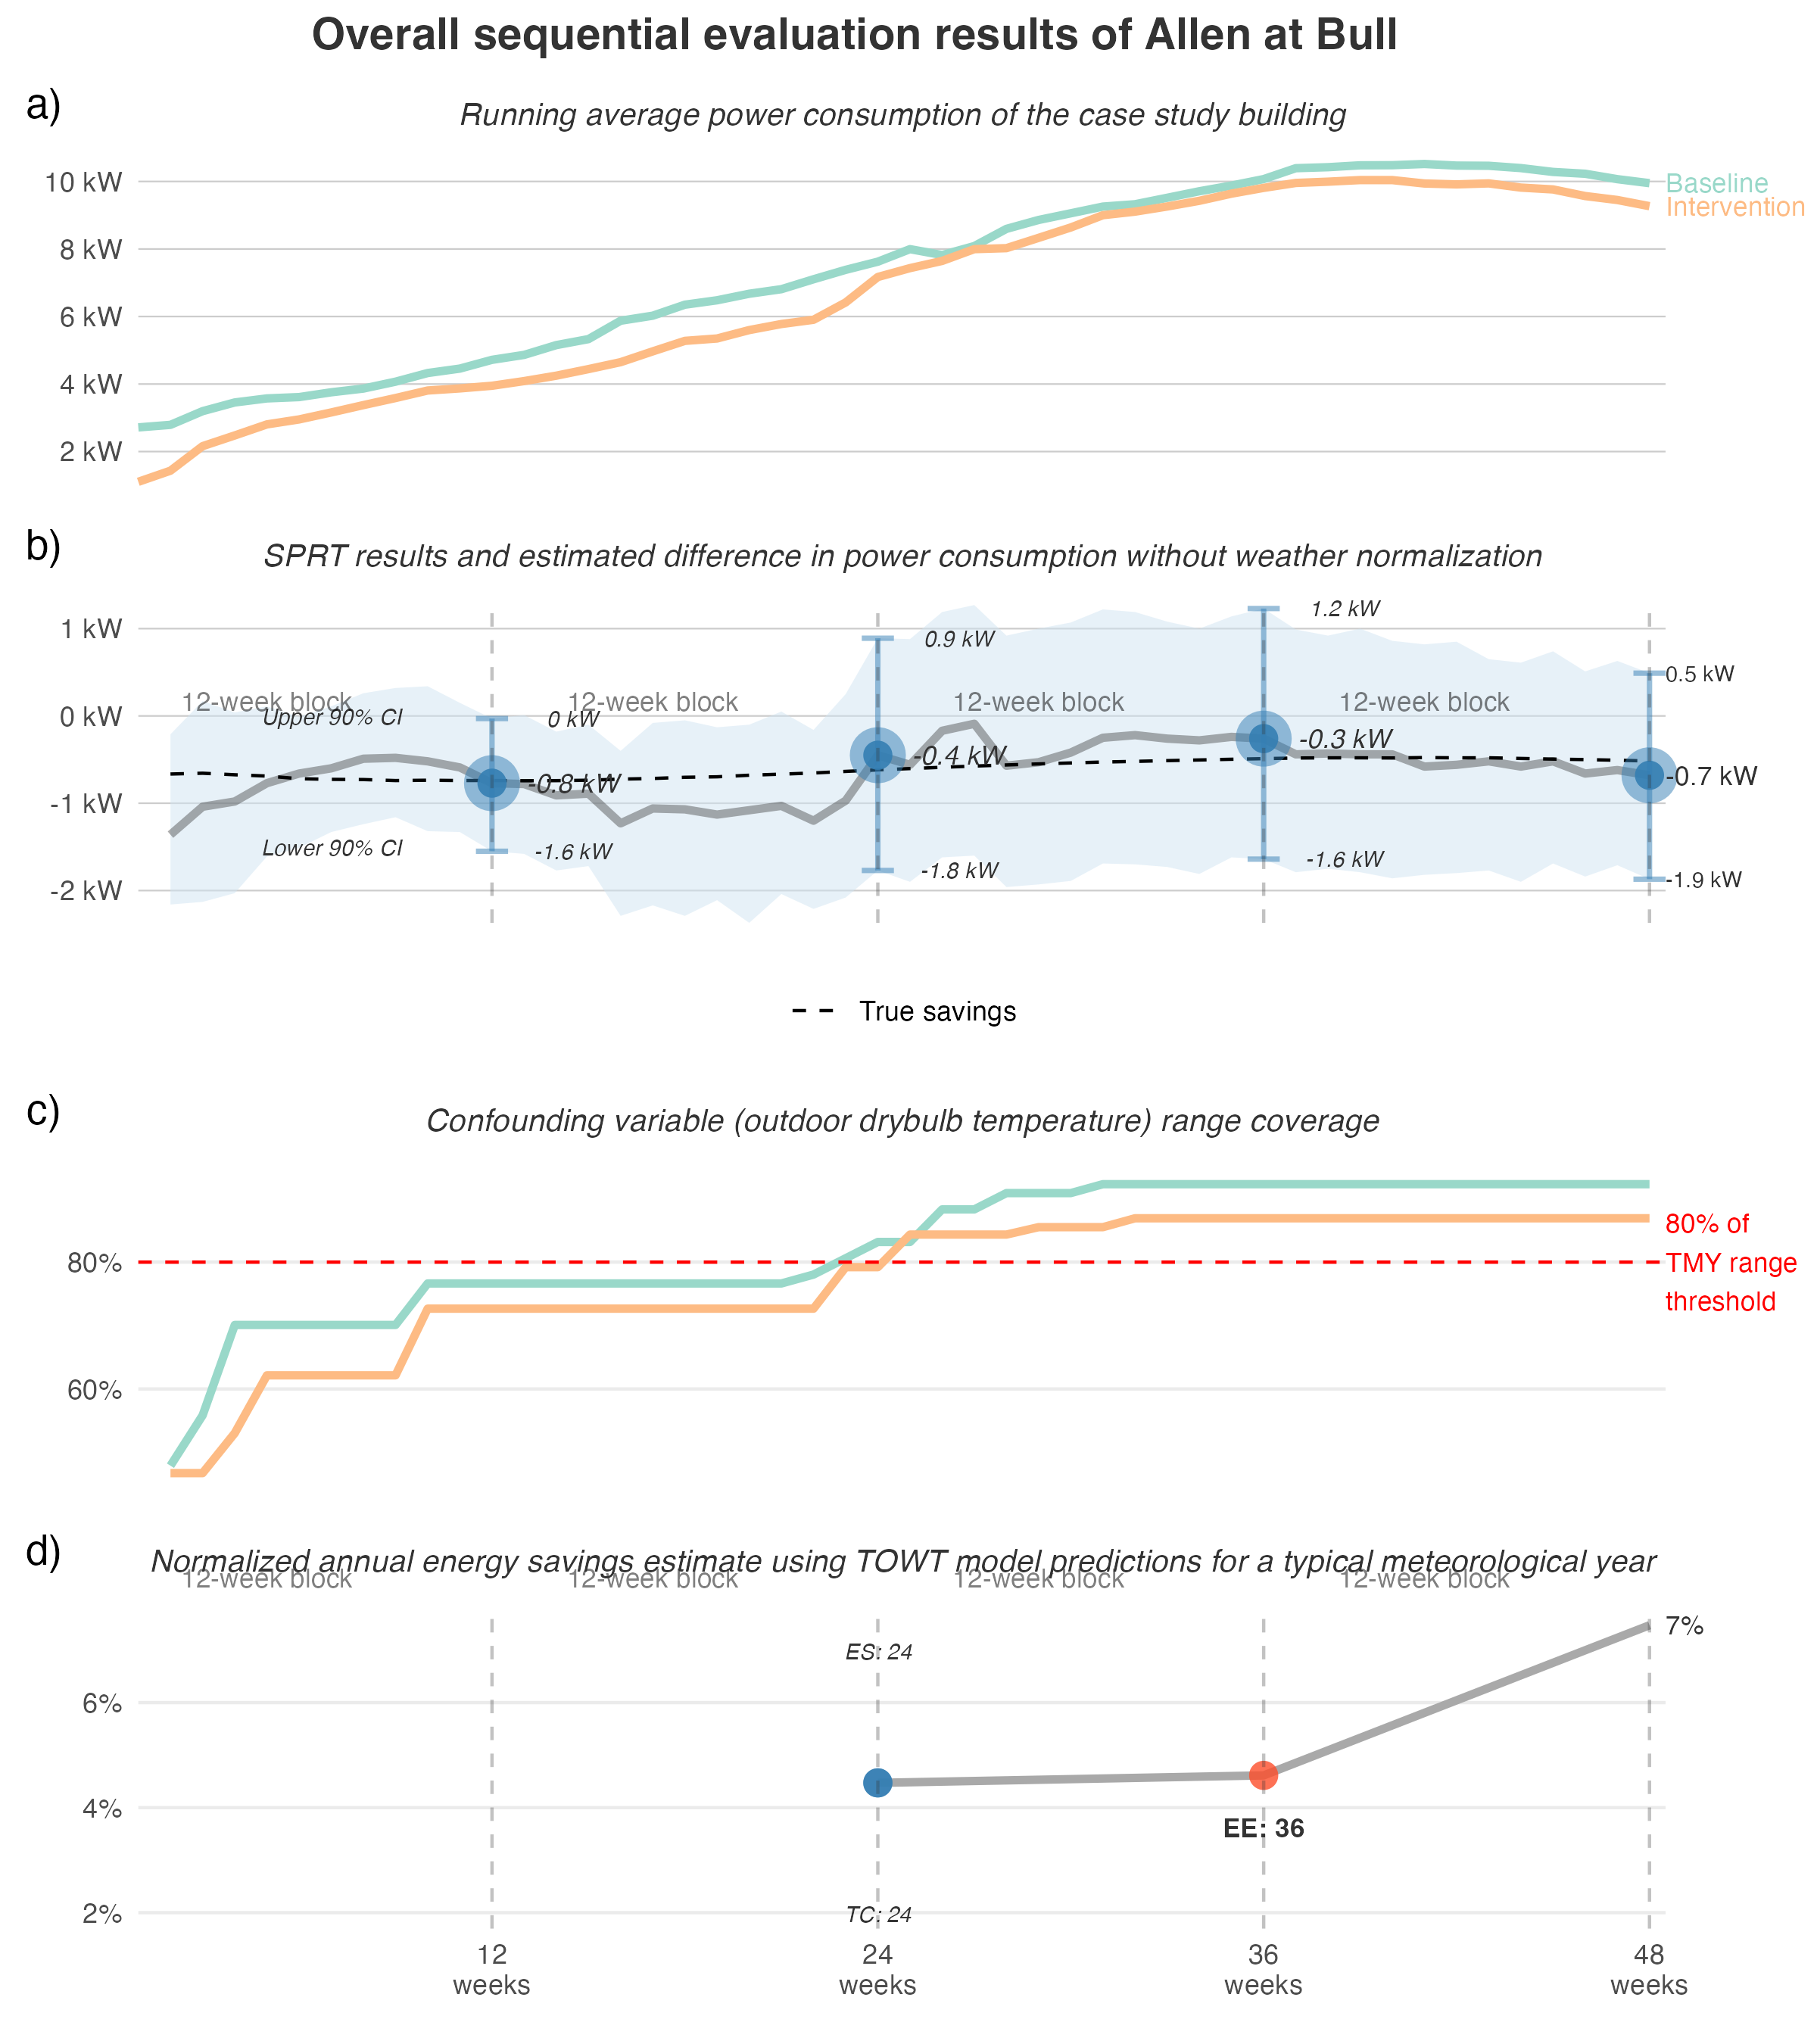 Overall sequential evaluation results of Allen at Bull
a)
Running average power consumption of the case study building
10 kW
8 kW
6 kW
4 kW
2 kW
Baseline
Intervention
b)
SPRT results and estimated difference in power consumption without weather normalization
1 kW
0 kW
-1 kW
-2 kW
12-week block
12-week block
12-week block
12-week block
Upper 90% CI
Lower 90% CI
0 kW
-0.8 kW
-1.6 kW
0.9 kW
-0.4 kW
-1.8 kW
1.2 kW
-0.3 kW
-1.6 kW
0.5 kW
-0.7 kW
-1.9 kW
True savings
c)
Confounding variable (outdoor drybulb temperature) range coverage
80%
60%
80% of
TMY range
threshold
d)
Normalized annual energy savings estimate using TOWT model predictions for a typical meteorological year
12-week block
12-week block
12-week block
12-week block
6%
4%
2%
ES: 24
TC: 24
EE: 36
7%
12
weeks
24
weeks
36
weeks
48
weeks